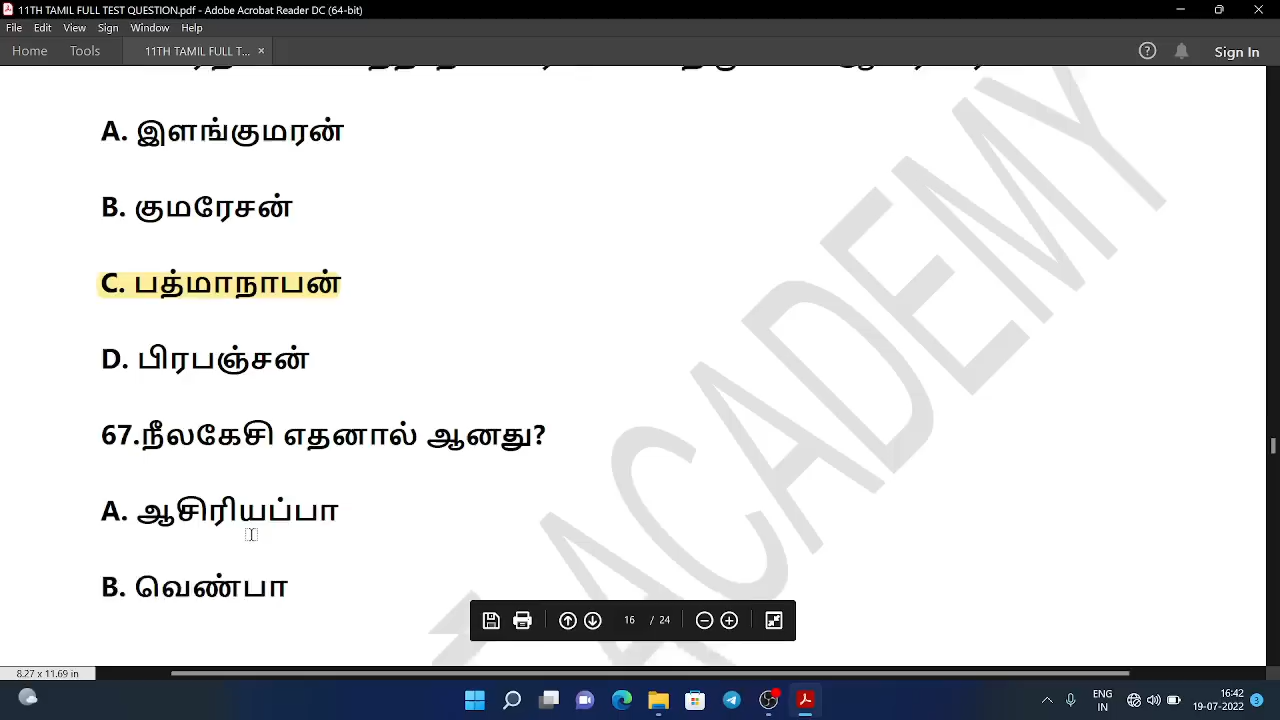 11TH TAMIL FULL TEST QUESTION.pdf - Adobe Acrobat Reader DC (64-bit)
File Edit View Sign Window Help
Home Tools 11TH TAMIL FULL T... × Sign In
A. இளங்குமரன்
B. குமரேசன்
C. பத்மாநாபன்
D. பிரபஞ்சன்
67.நீலகேசி எதனால் ஆனது?
A. ஆசிரியப்பா
B. வெண்பா
ACADEMY
16 / 24
8.27 x 11.69 in
ENG
IN
16:42
19-07-2022
3